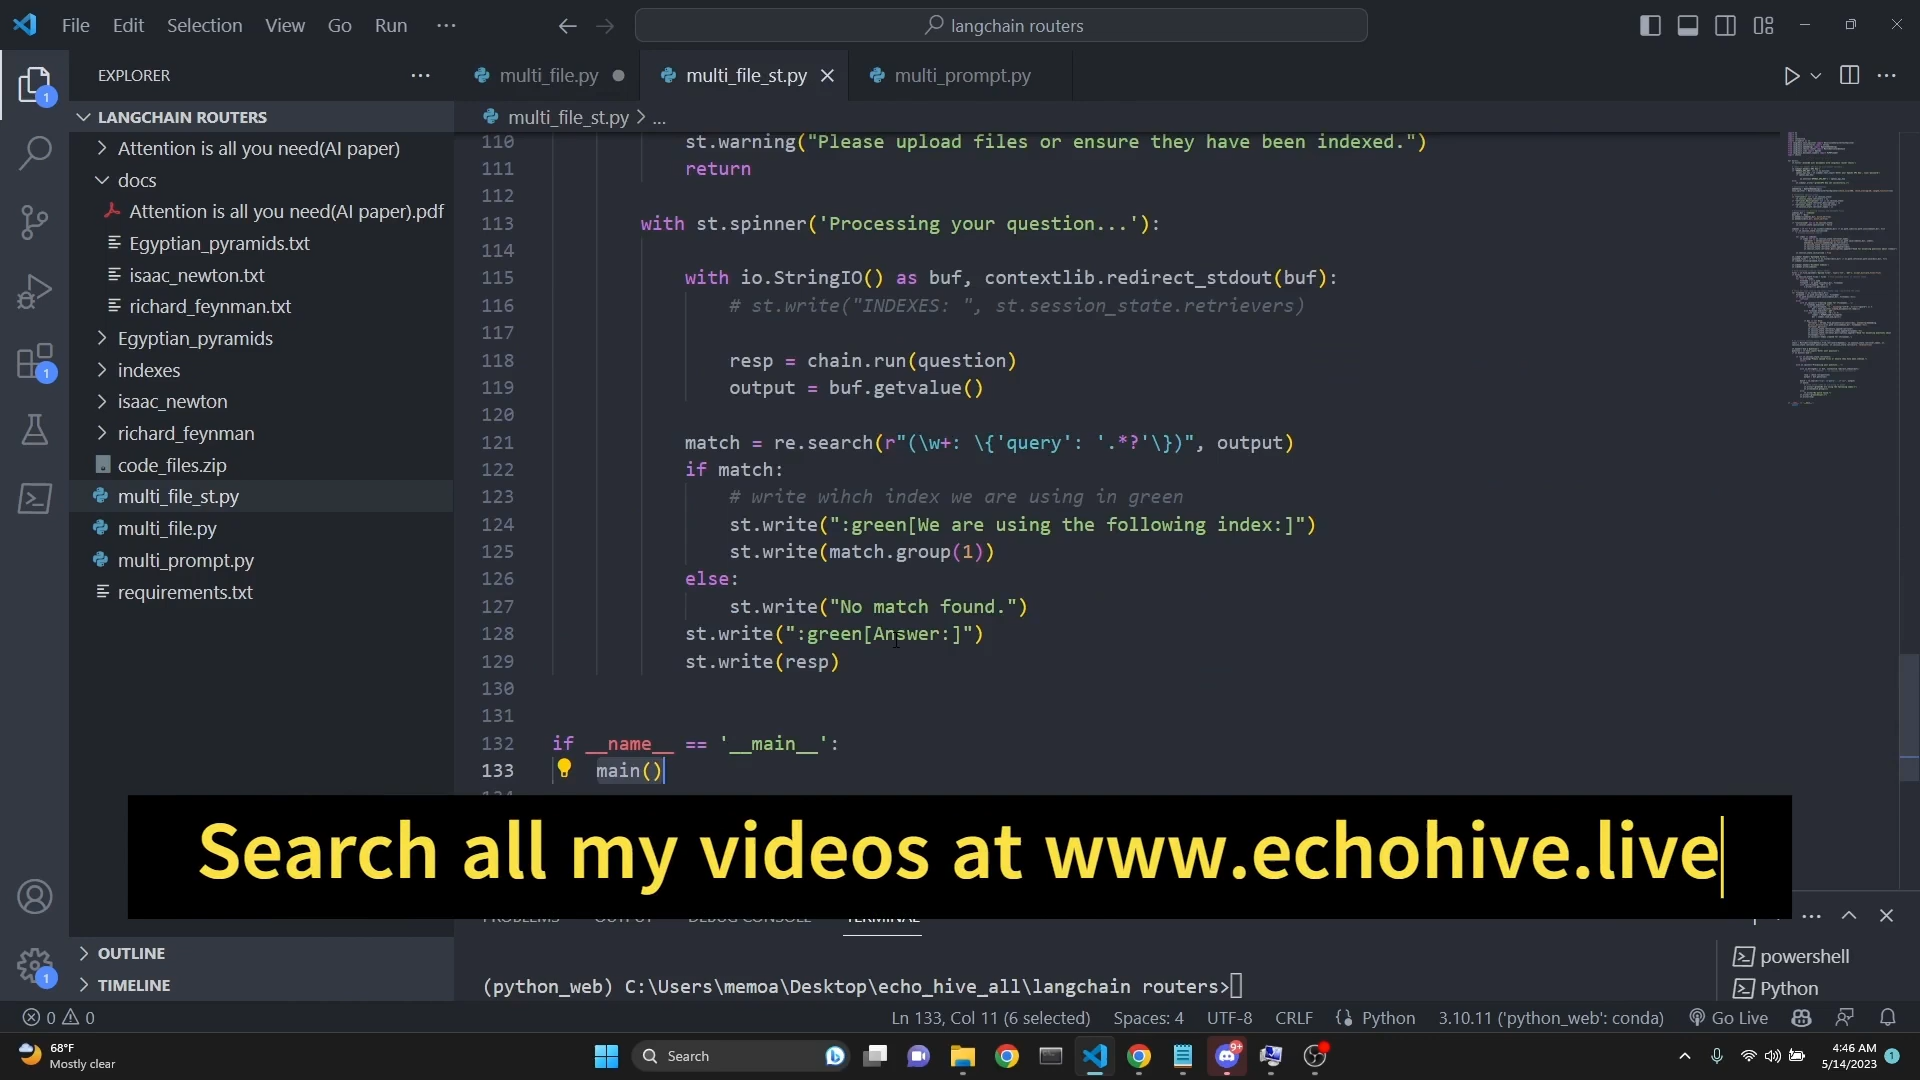 File Edit Selection View Go Run ···
langchain routers
EXPLORER
multi_file.py
multi_file_st.py
multi_prompt.py
LANGCHAIN ROUTERS
multi_file_st.py > ...
Attention is all you need(AI paper)
docs
Attention is all you need(AI paper).pdf
Egyptian_pyramids.txt
isaac_newton.txt
richard_feynman.txt
Egyptian_pyramids
indexes
isaac_newton
richard_feynman
code_files.zip
multi_file_st.py
multi_file.py
multi_prompt.py
requirements.txt
OUTLINE
TIMELINE
1
1
1
110 st.warning("Please upload files or ensure they have been indexed.")
111 return
112
113 with st.spinner('Processing your question...'):
114
115 with io.StringIO() as buf, contextlib.redirect_stdout(buf):
116 # st.write("INDEXES: ", st.session_state.retrievers)
117
118 resp = chain.run(question)
119 output = buf.getvalue()
120
121 match = re.search(r"(\w+: \{'query': '.*?'\})", output)
122 if match:
123 # write wihch index we are using in green
124 st.write(":green[We are using the following index:]")
125 st.write(match.group(1))
126 else:
127 st.write("No match found.")
128 st.write(":green[Answer:]")
129 st.write(resp)
130
131
132 if __name__ == '__main__':
133 main()
Search all my videos at www.echohive.live
(python_web) C:\Users\memoa\Desktop\echo_hive_all\langchain routers>
powershell
Python
0 0
Ln 133, Col 11 (6 selected) Spaces: 4 UTF-8 CRLF Python 3.10.11 ('python_web': conda) Go Live
68°F
Mostly clear
Search
9+
4:46 AM
5/14/2023
1